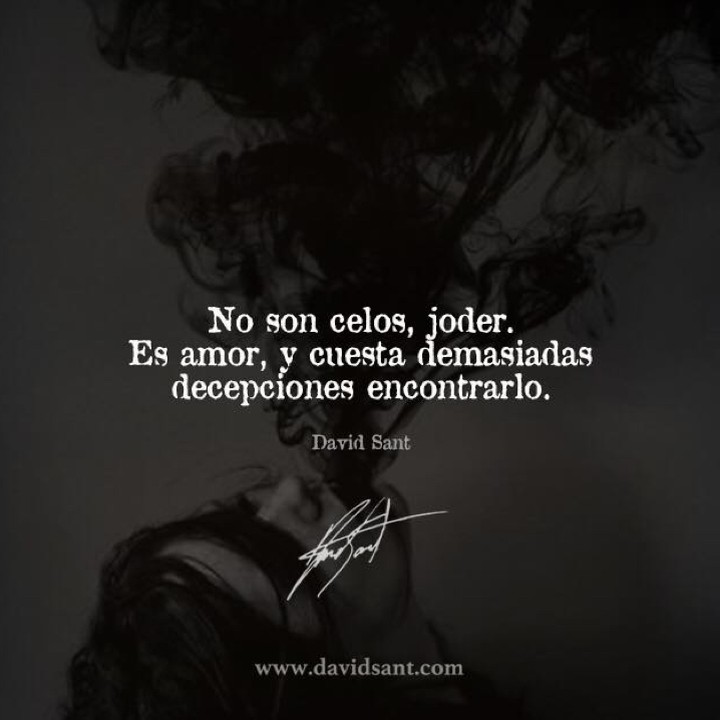 No son celos, joder.
Es amor, y cuesta demasiadas
decepciones encontrarlo.
David Sant
www.davidsant.com